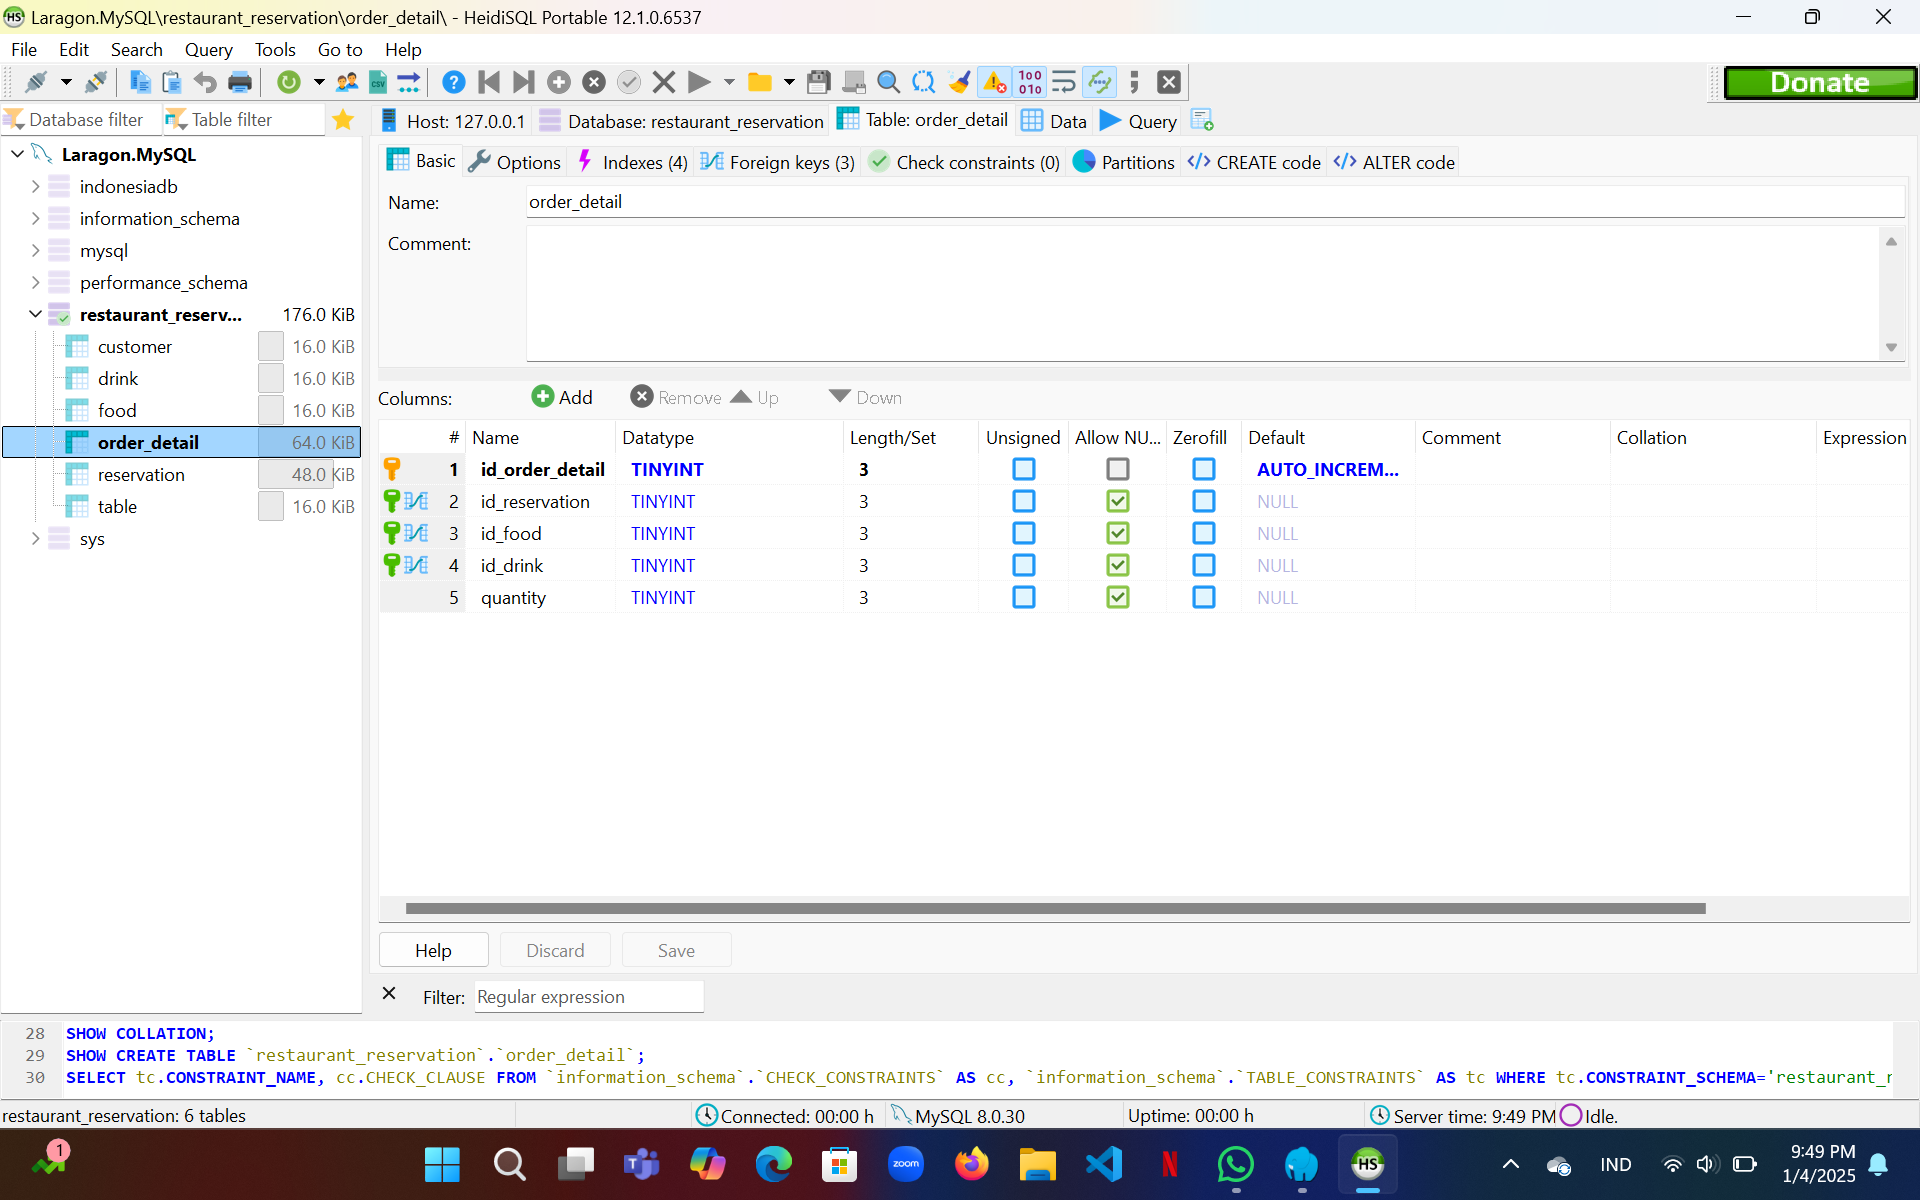 Laragon.MySQL\restaurant_reservation\order_detail\ - HeidiSQL Portable 12.1.0.6537
File Edit Search Query Tools Go to Help
Donate
Database filter Table filter
Host: 127.0.0.1 Database: restaurant_reservation Table: order_detail Data Query
Laragon.MySQL
indonesiadb
information_schema
mysql
performance_schema
restaurant_reserv... 176.0 KiB
customer 16.0 KiB
drink 16.0 KiB
food 16.0 KiB
order_detail 64.0 KiB
reservation 48.0 KiB
table 16.0 KiB
sys
Basic Options Indexes (4) Foreign keys (3) Check constraints (0) Partitions CREATE code ALTER code
Name: order_detail
Comment:
Columns: Add Remove Up Down
# Name Datatype Length/Set Unsigned Allow NU... Zerofill Default Comment Collation Expression
1 id_order_detail TINYINT 3 AUTO_INCREM...
2 id_reservation TINYINT 3 NULL
3 id_food TINYINT 3 NULL
4 id_drink TINYINT 3 NULL
5 quantity TINYINT 3 NULL
Help Discard Save
Filter: Regular expression
28 SHOW COLLATION;
29 SHOW CREATE TABLE `restaurant_reservation`.`order_detail`;
30 SELECT tc.CONSTRAINT_NAME, cc.CHECK_CLAUSE FROM `information_schema`.`CHECK_CONSTRAINTS` AS cc, `information_schema`.`TABLE_CONSTRAINTS` AS tc WHERE tc.CONSTRAINT_SCHEMA='restaurant_r
restaurant_reservation: 6 tables Connected: 00:00 h MySQL 8.0.30 Uptime: 00:00 h Server time: 9:49 PM Idle.
1 zoom HS IND 9:49 PM
1/4/2025